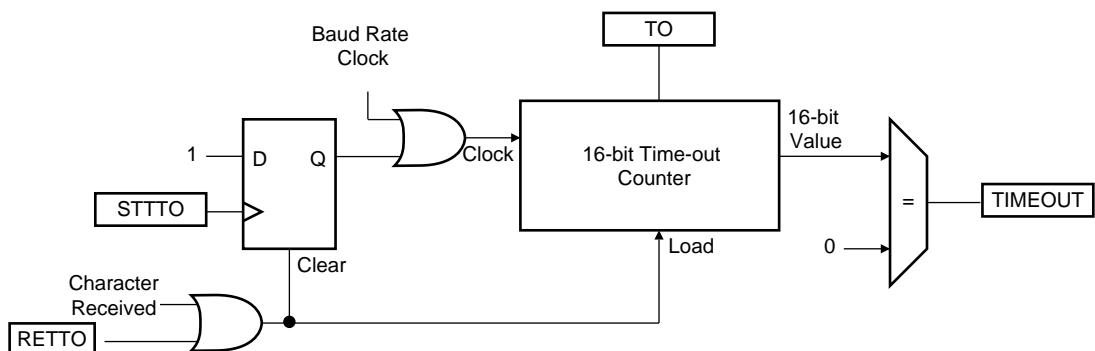 TO
Baud Rate
Clock
16-bit
Value
1
D
Q
Clock
16-bit Time-out
Counter
STTTO
=
TIMEOUT
Clear
Load
0
Character
Received
RETTO